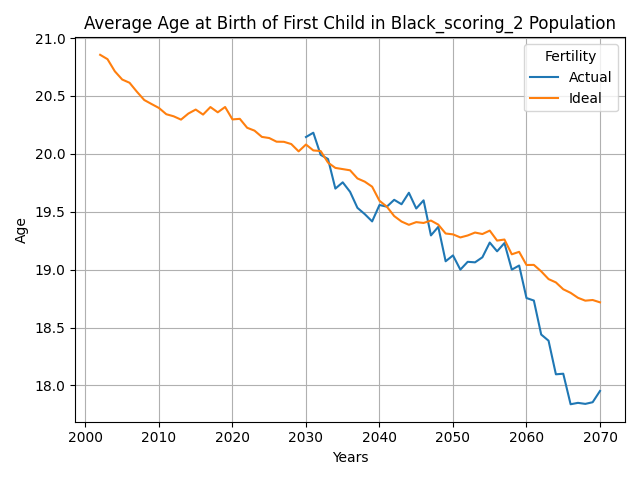 Average Age at Birth of First Child in Black_scoring_2 Population
Fertility
Actual
Ideal
Age
21.0
20.5
20.0
19.5
19.0
18.5
18.0
2000 2010 2020 2030 2040 2050 2060 2070
Years